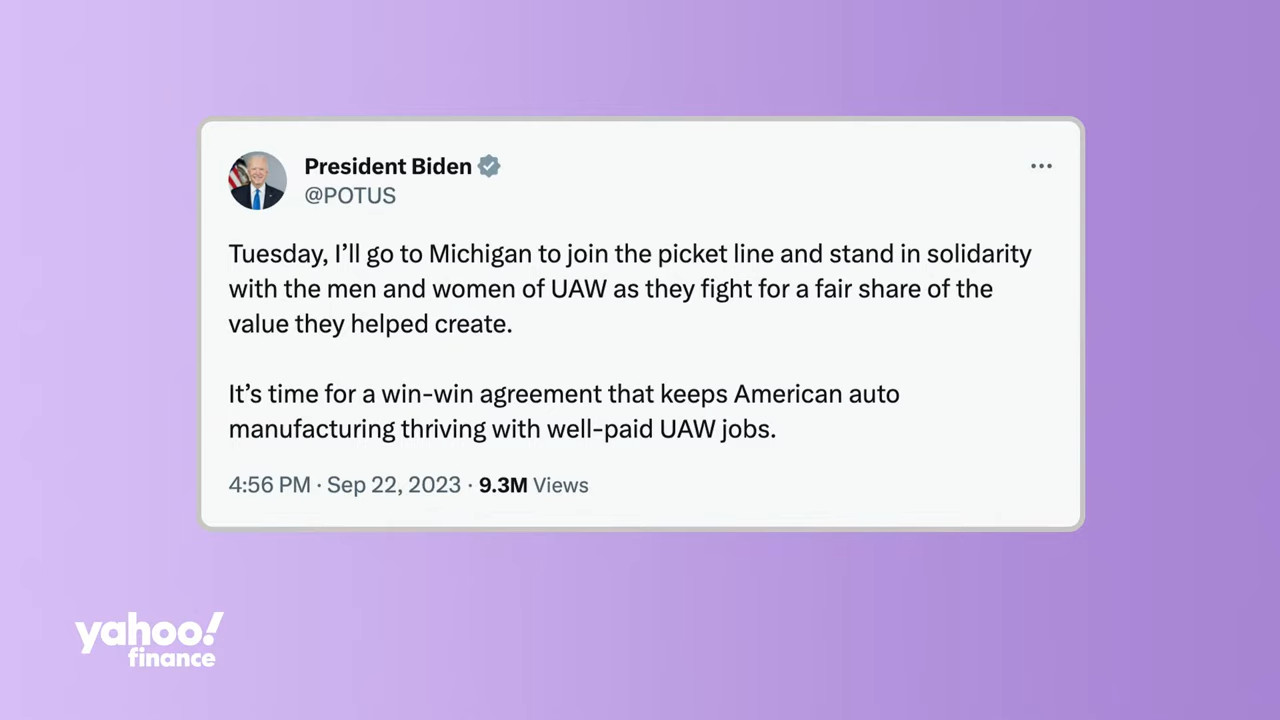 President Biden
@POTUS
Tuesday, I’ll go to Michigan to join the picket line and stand in solidarity
with the men and women of UAW as they fight for a fair share of the
value they helped create.
It’s time for a win-win agreement that keeps American auto
manufacturing thriving with well-paid UAW jobs.
4:56 PM · Sep 22, 2023 · 9.3M Views
yahoo!
finance